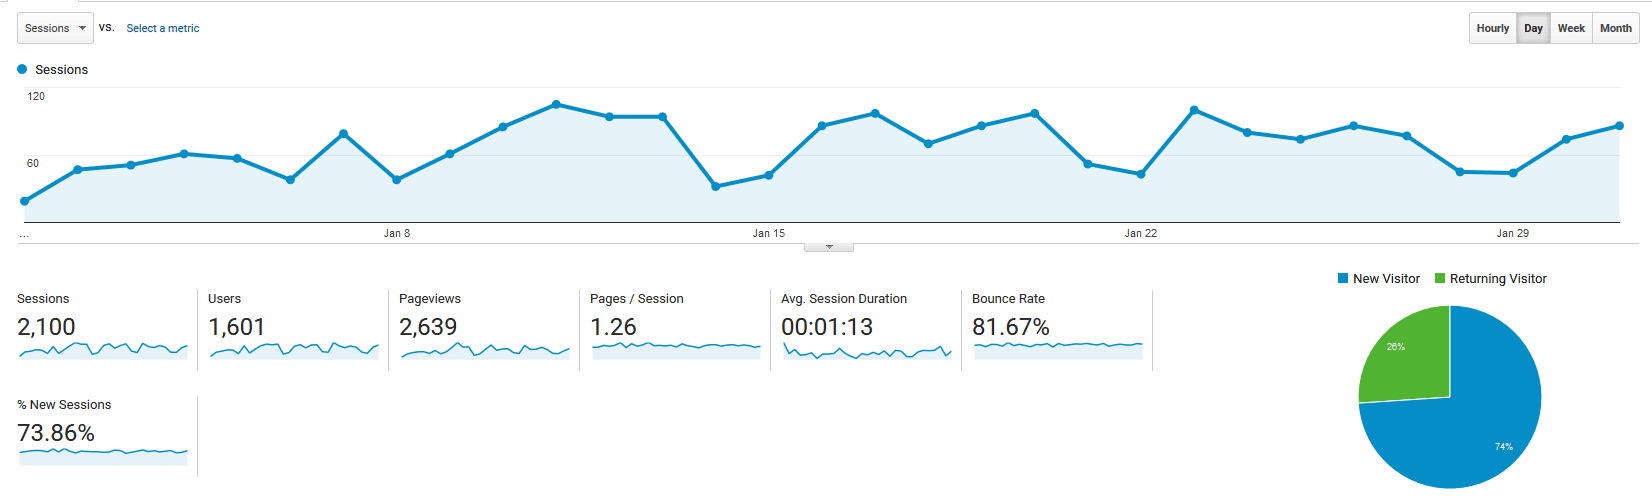 Sessions vs. Select a metric
Hourly Day Week Month
Sessions
120
60
... Jan 8 Jan 15 Jan 22 Jan 29
New Visitor Returning Visitor
Sessions Users Pageviews Pages / Session Avg. Session Duration Bounce Rate
2,100 1,601 2,639 1.26 00:01:13 81.67%
26%
% New Sessions
73.86%
74%